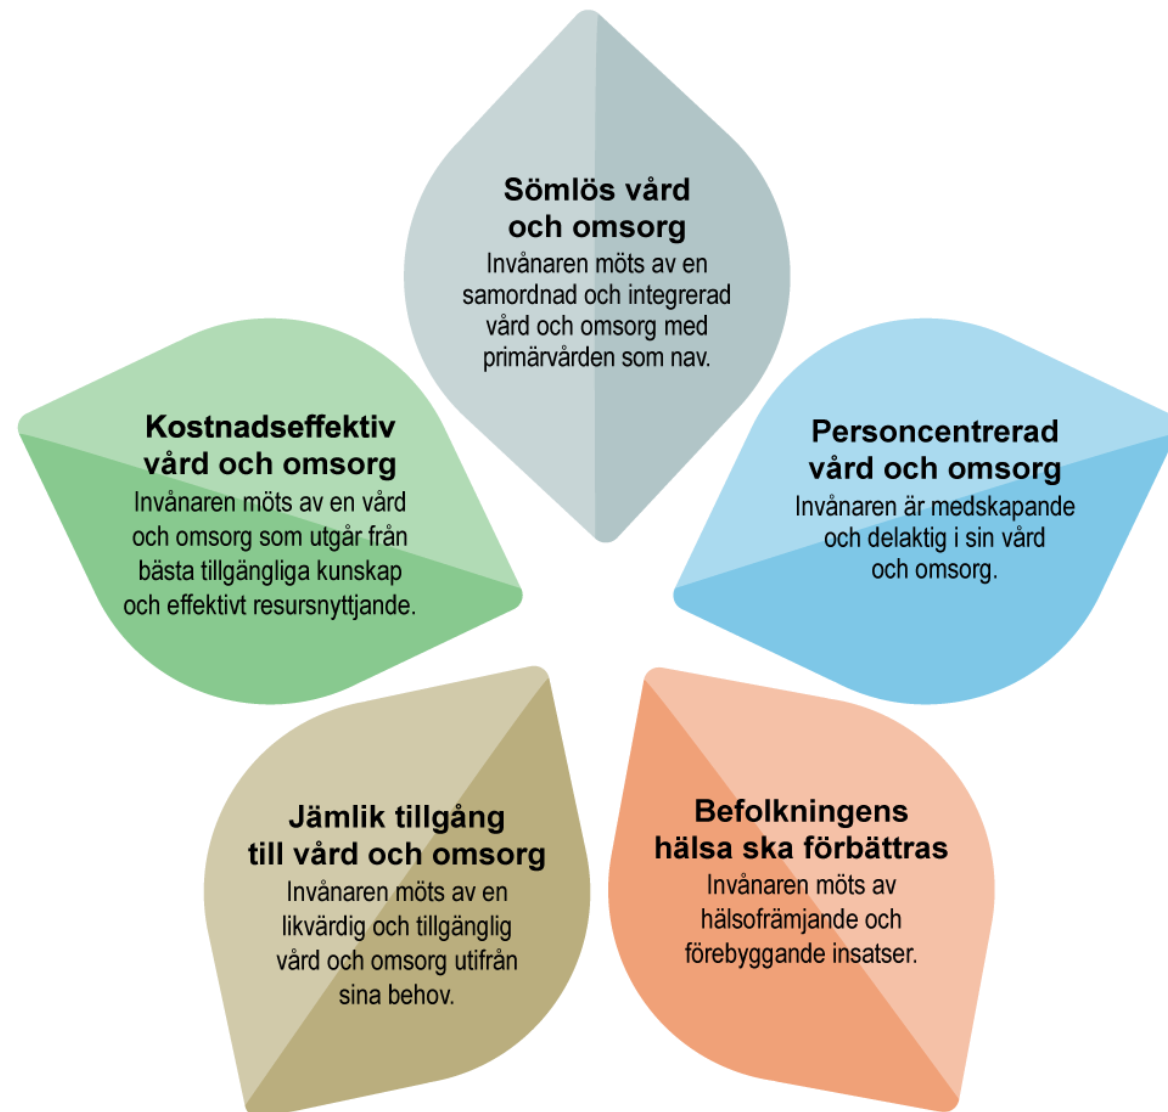 Sömlös vård
och omsorg
Invånaren möts av en
samordnad och integrerad
vård och omsorg med
primärvården som nav.
Kostnadseffektiv
vård och omsorg
Invånaren möts av en vård
och omsorg som utgår från
bästa tillgängliga kunskap
och effektivt resursnyttjande.
Personcentrerad
vård och omsorg
Invånaren är medskapande
och delaktig i sin vård
och omsorg.
Jämlik tillgång
till vård och omsorg
Invånaren möts av en
likvärdig och tillgänglig
vård och omsorg utifrån
sina behov.
Befolkningens
hälsa ska förbättras
Invånaren möts av
hälsofrämjande och
förebyggande insatser.